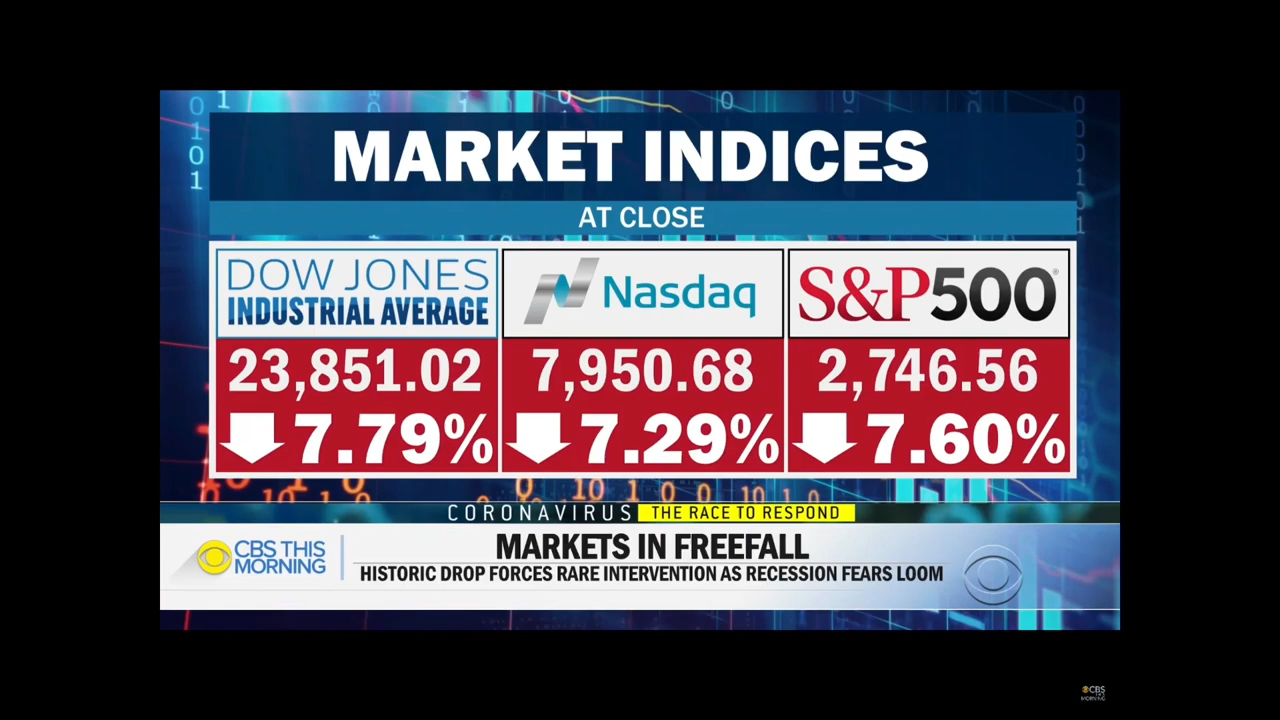 MARKET INDICES
AT CLOSE
DOW JONES
INDUSTRIAL AVERAGE
23,851.02
7.79%
Nasdaq
7,950.68
7.29%
S&P500®
2,746.56
7.60%
CORONAVIRUS THE RACE TO RESPOND
CBS THIS
MORNING
MARKETS IN FREEFALL
HISTORIC DROP FORCES RARE INTERVENTION AS RECESSION FEARS LOOM
CBS
MORNING